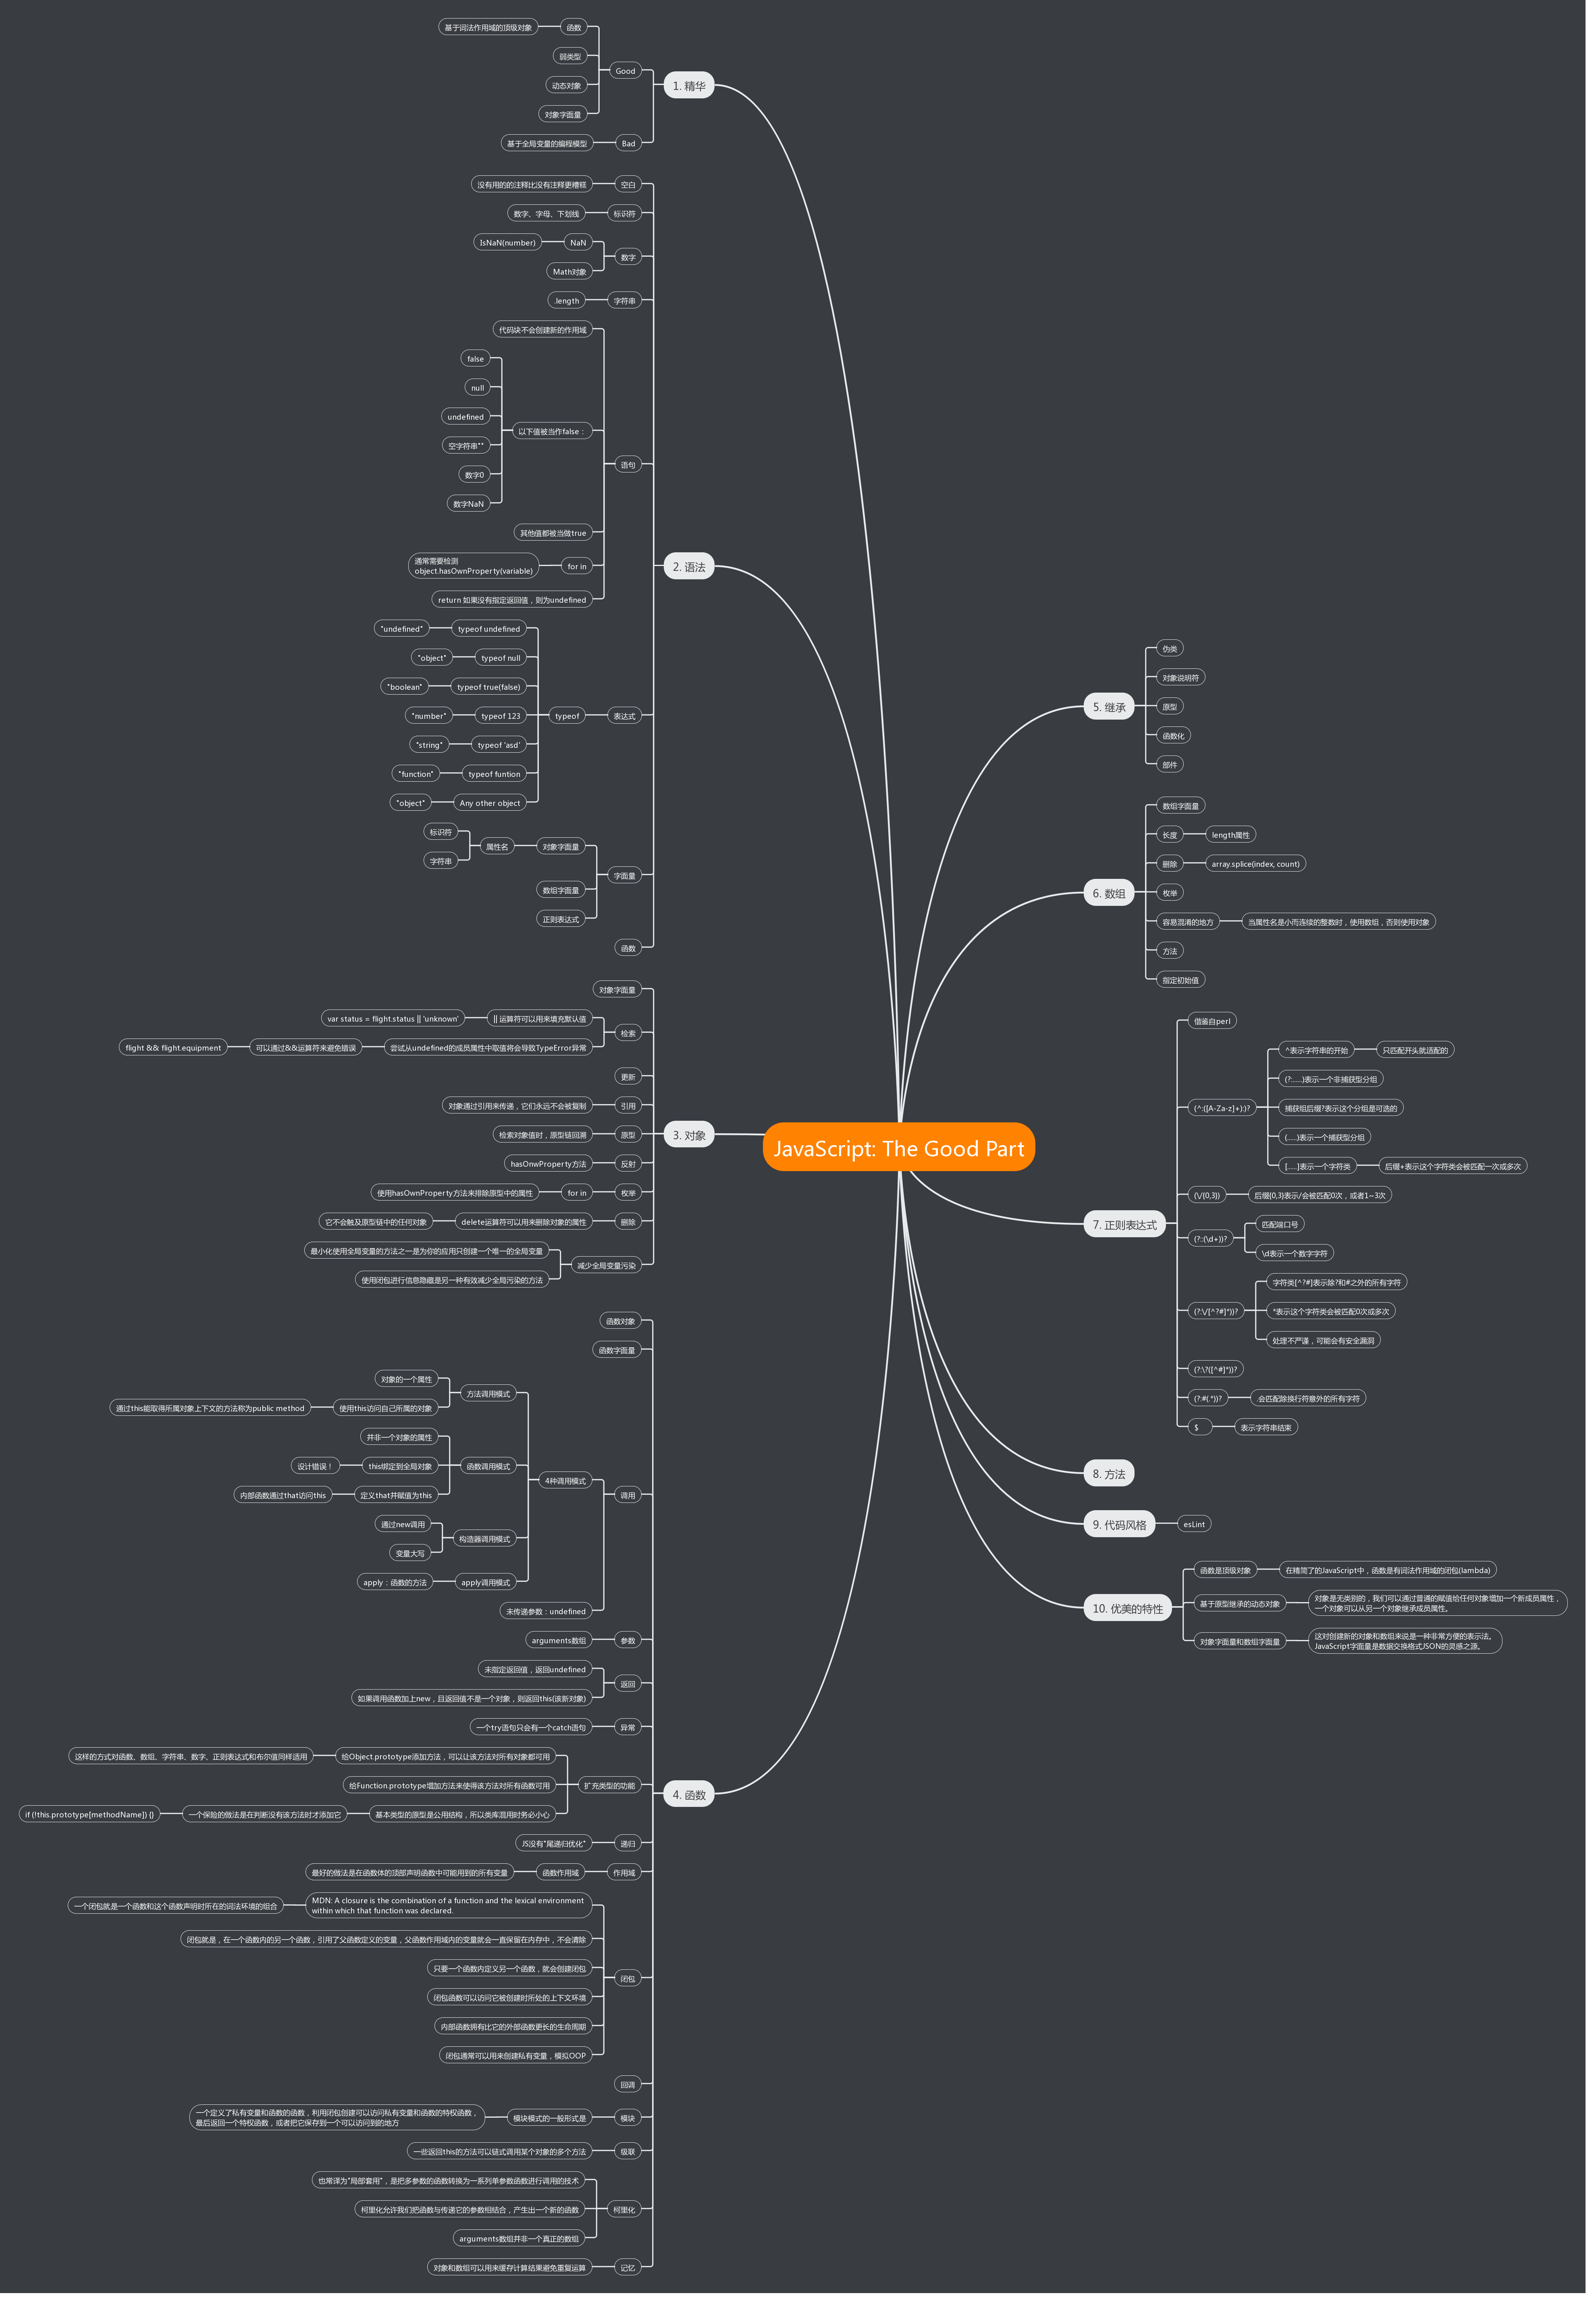 JavaScript: The Good Part
1. 精华
Good
函数
基于词法作用域的顶级对象
弱类型
动态对象
对象字面量
Bad
基于全局变量的编程模型
2. 语法
空白
没有用的的注释比没有注释更糟糕
标识符
数字、字母、下划线
数字
NaN
IsNaN(number)
Math对象
字符串
.length
语句
代码块不会创建新的作用域
以下值被当作false：
false
null
undefined
空字符串""
数字0
数字NaN
其他值都被当做true
for in
通常需要检测
object.hasOwnProperty(variable)
return 如果没有指定返回值，则为undefined
表达式
typeof
typeof undefined
"undefined"
typeof null
"object"
typeof true(false)
"boolean"
typeof 123
"number"
typeof 'asd'
"string"
typeof funtion
"function"
Any other object
"object"
字面量
对象字面量
属性名
标识符
字符串
数组字面量
正则表达式
函数
3. 对象
对象字面量
检索
|| 运算符可以用来填充默认值
var status = flight.status || 'unknown'
尝试从undefined的成员属性中取值将会导致TypeError异常
可以通过&&运算符来避免错误
flight && flight.equipment
更新
引用
对象通过引用来传递，它们永远不会被复制
原型
检索对象值时，原型链回溯
反射
hasOnwProperty方法
枚举
for in
使用hasOwnProperty方法来排除原型中的属性
删除
delete运算符可以用来删除对象的属性
它不会触及原型链中的任何对象
减少全局变量污染
最小化使用全局变量的方法之一是为你的应用只创建一个唯一的全局变量
使用闭包进行信息隐藏是另一种有效减少全局污染的方法
4. 函数
函数对象
函数字面量
调用
4种调用模式
方法调用模式
对象的一个属性
使用this访问自己所属的对象
通过this能取得所属对象上下文的方法称为public method
函数调用模式
并非一个对象的属性
this绑定到全局对象
设计错误！
定义that并赋值为this
内部函数通过that访问this
构造器调用模式
通过new调用
变量大写
apply调用模式
apply：函数的方法
未传递参数：undefined
参数
arguments数组
返回
未指定返回值，返回undefined
如果调用函数加上new，且返回值不是一个对象，则返回this(该新对象)
异常
一个try语句只会有一个catch语句
扩充类型的功能
给Object.prototype添加方法，可以让该方法对所有对象都可用
这样的方式对函数、数组、字符串、数字、正则表达式和布尔值同样适用
给Function.prototype增加方法来使得该方法对所有函数可用
基本类型的原型是公用结构，所以类库混用时务必小心
一个保险的做法是在判断没有该方法时才添加它
if (!this.prototype[methodName]) {}
递归
JS没有"尾递归优化"
作用域
函数作用域
最好的做法是在函数体的顶部声明函数中可能用到的所有变量
闭包
MDN: A closure is the combination of a function and the lexical environment
within which that function was declared.
一个闭包就是一个函数和这个函数声明时所在的词法环境的组合
闭包就是，在一个函数内的另一个函数，引用了父函数定义的变量，父函数作用域内的变量就会一直保留在内存中，不会清除
只要一个函数内定义另一个函数，就会创建闭包
闭包函数可以访问它被创建时所处的上下文环境
内部函数拥有比它的外部函数更长的生命周期
闭包通常可以用来创建私有变量，模拟OOP
回调
模块
模块模式的一般形式是
一个定义了私有变量和函数的函数，利用闭包创建可以访问私有变量和函数的特权函数，
最后返回一个特权函数，或者把它保存到一个可以访问到的地方
级联
一些返回this的方法可以链式调用某个对象的多个方法
柯里化
也常译为"局部套用"，是把多参数的函数转换为一系列单参数函数进行调用的技术
柯里化允许我们把函数与传递它的参数相结合，产生出一个新的函数
arguments数组并非一个真正的数组
记忆
对象和数组可以用来缓存计算结果避免重复运算
5. 继承
伪类
对象说明符
原型
函数化
部件
6. 数组
数组字面量
长度
length属性
删除
array.splice(index, count)
枚举
容易混淆的地方
当属性名是小而连续的整数时，使用数组，否则使用对象
方法
指定初始值
7. 正则表达式
借鉴自perl
(^:([A-Za-z]+):)?
^表示字符串的开始
只匹配开头就适配的
(?:......)表示一个非捕获型分组
捕获组后缀?表示这个分组是可选的
(......)表示一个捕获型分组
[......]表示一个字符类
后缀+表示这个字符类会被匹配一次或多次
(\/{0,3})
后缀{0,3}表示/会被匹配0次，或者1~3次
(?::(\d+))?
匹配端口号
\d表示一个数字字符
(?:\/[^?#]*))?
字符类[^?#]表示除?和#之外的所有字符
*表示这个字符类会被匹配0次或多次
处理不严谨，可能会有安全漏洞
(?:\?([^#]*))?
(?:#(.*))?
.会匹配除换行符意外的所有字符
$
表示字符串结束
8. 方法
9. 代码风格
esLint
10. 优美的特性
函数是顶级对象
在精简了的JavaScript中，函数是有词法作用域的闭包(lambda)
基于原型继承的动态对象
对象是无类别的，我们可以通过普通的赋值给任何对象增加一个新成员属性，
一个对象可以从另一个对象继承成员属性。
对象字面量和数组字面量
这对创建新的对象和数组来说是一种非常方便的表示法。
JavaScript字面量是数据交换格式JSON的灵感之源。